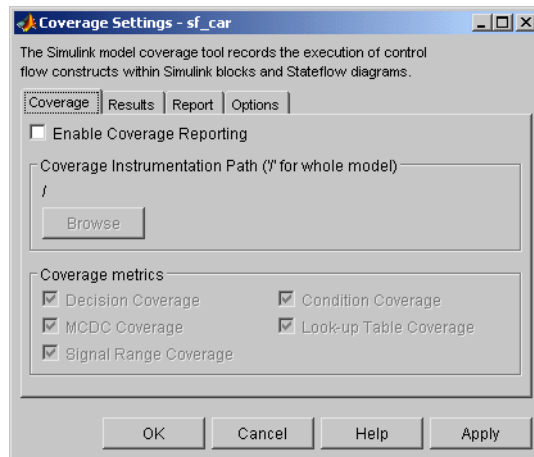 Coverage Settings - sf_car
The Simulink model coverage tool records the execution of control
flow constructs within Simulink blocks and Stateflow diagrams.
Coverage Results Report Options
Enable Coverage Reporting
Coverage Instrumentation Path ('/' for whole model)
/
Browse
Coverage metrics
Decision Coverage Condition Coverage
MCDC Coverage Look-up Table Coverage
Signal Range Coverage
OK Cancel Help Apply